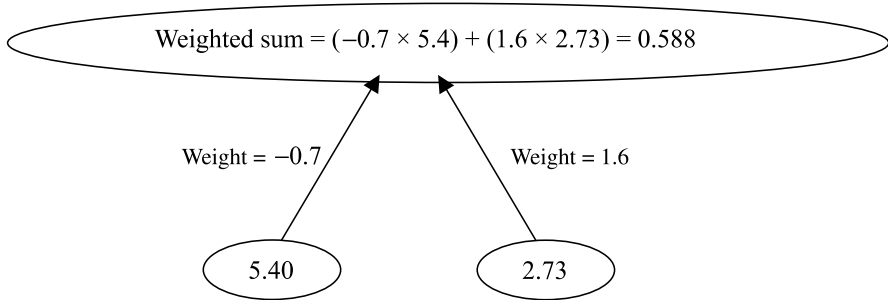 Weighted sum = (−0.7 × 5.4) + (1.6 × 2.73) = 0.588
Weight = −0.7
Weight = 1.6
5.40
2.73